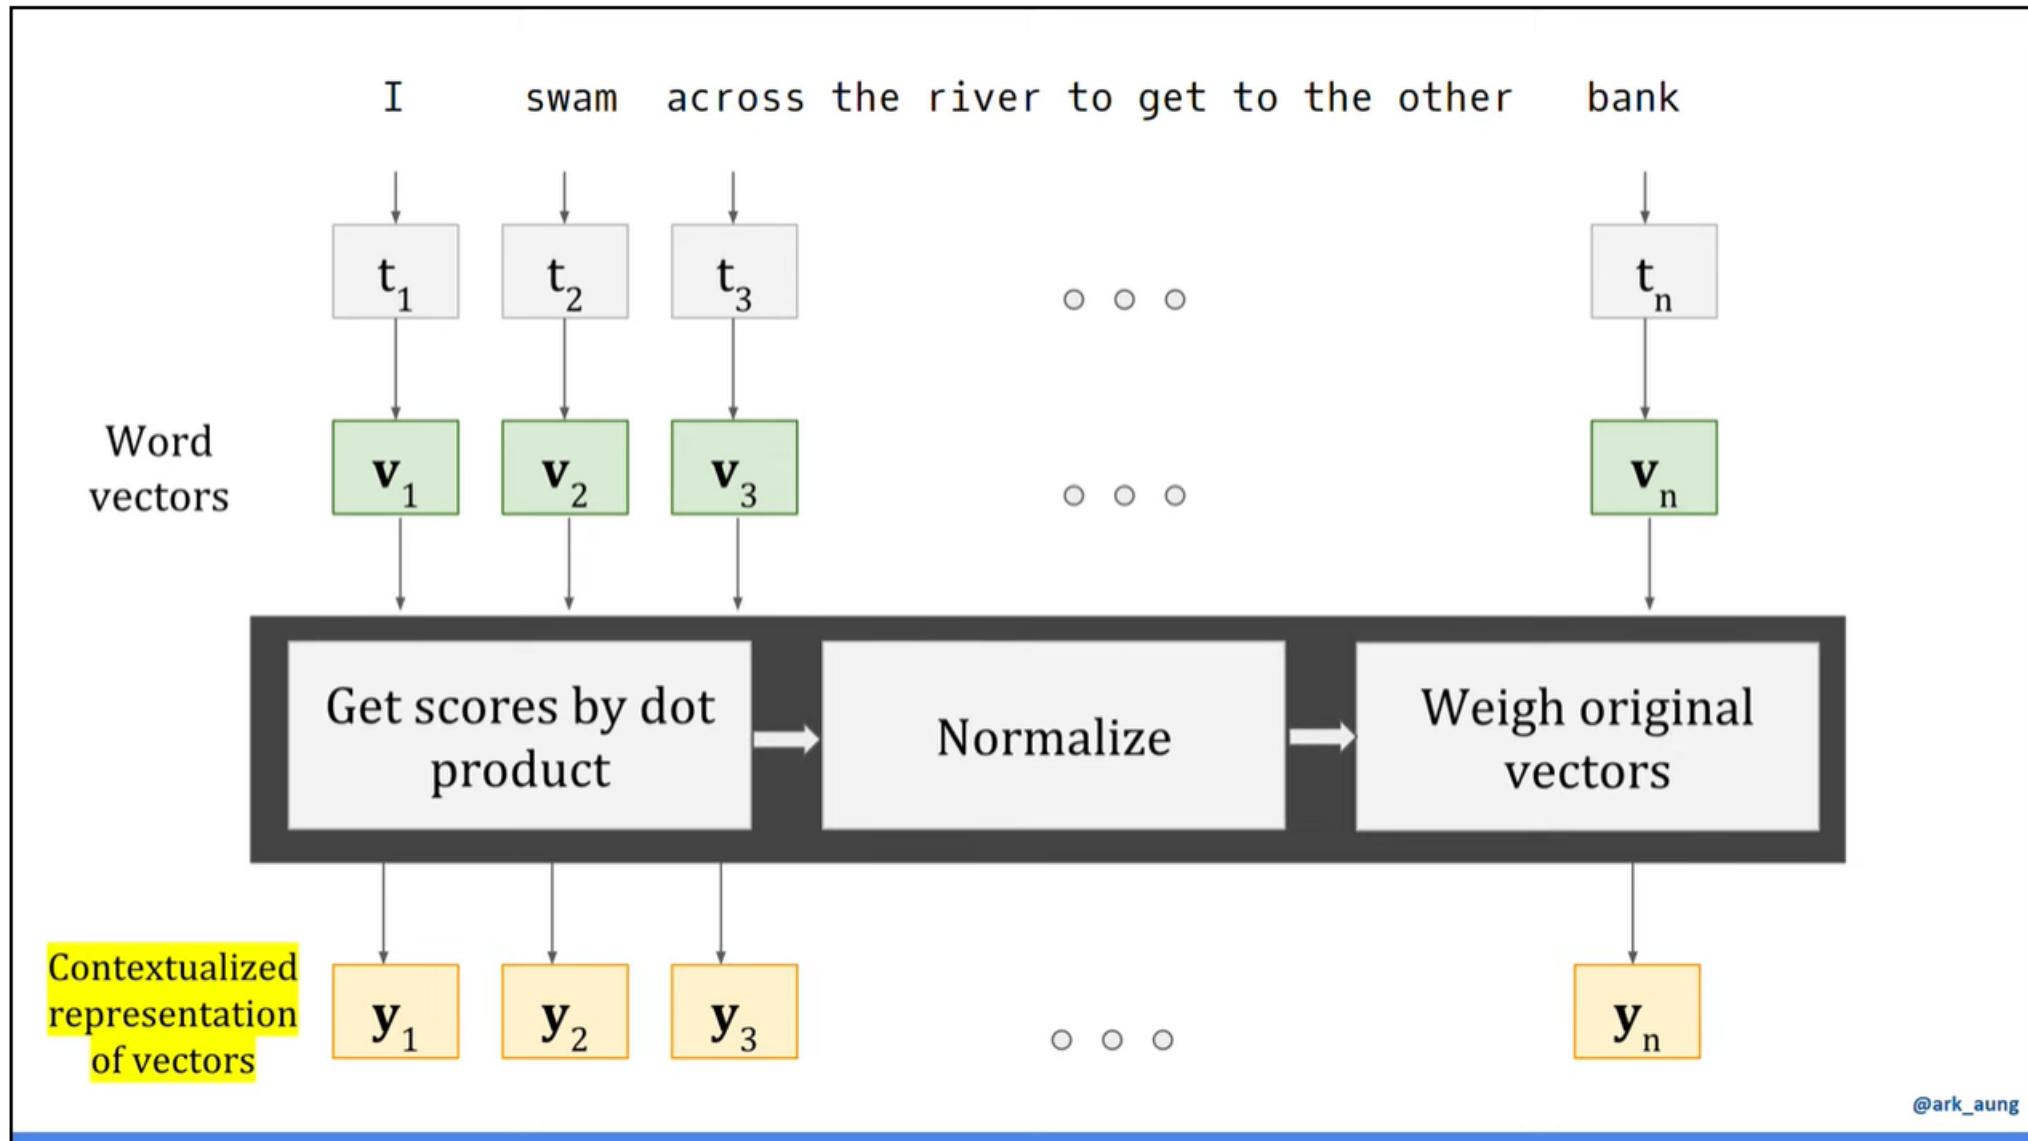 I swam across the river to get to the other bank
t1 t2 t3 tn
Word
vectors
v1 v2 v3 vn
Get scores by dot
product
Normalize
Weigh original
vectors
Contextualized
representation
of vectors
y1 y2 y3 yn
@ark_aung